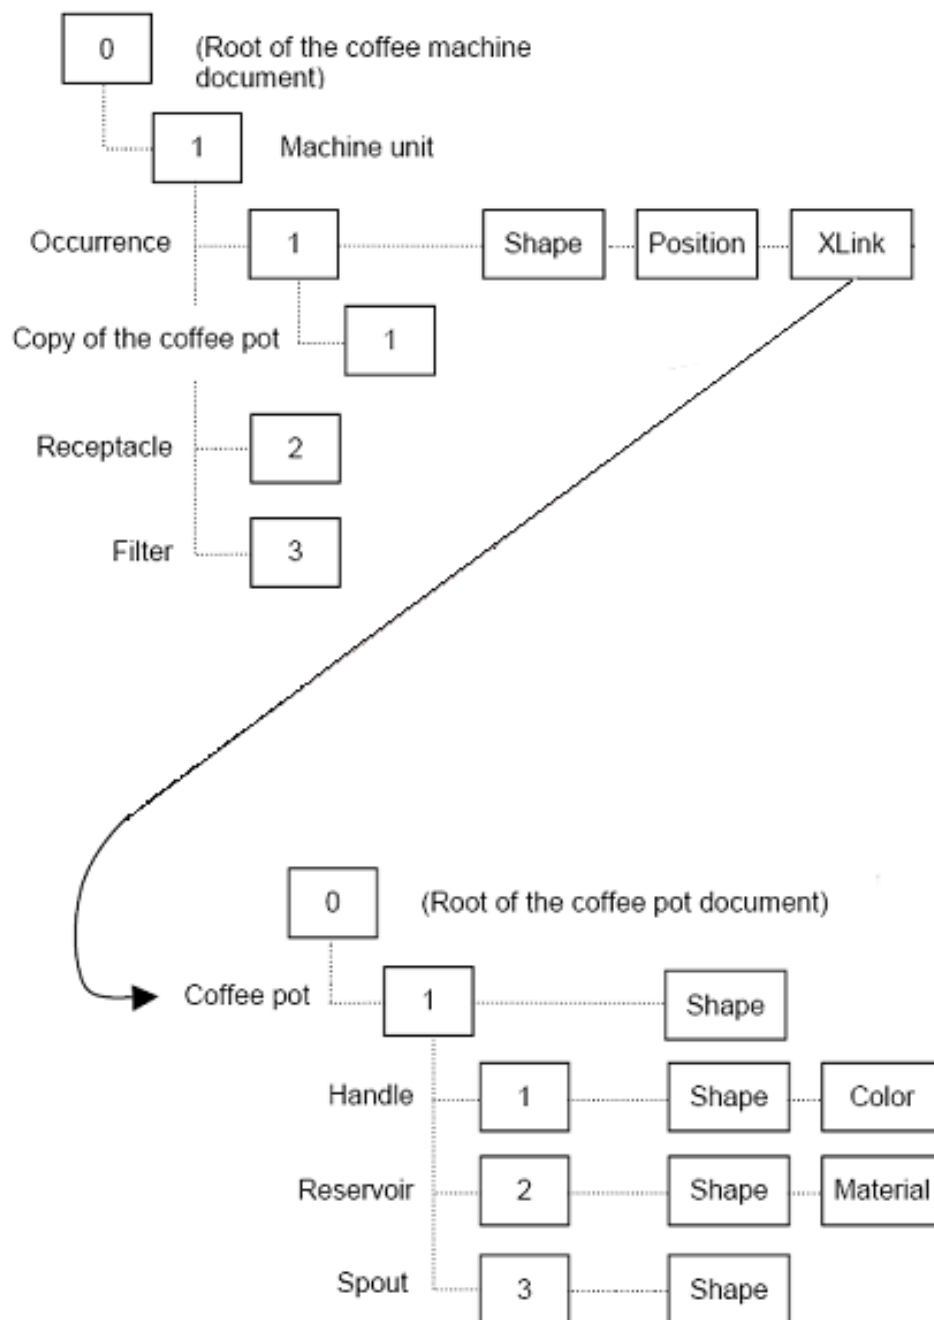 0
(Root of the coffee machine
document)
1
Machine unit
Occurrence
1
Shape
Position
XLink
Copy of the coffee pot
1
Receptacle
2
Filter
3
0
(Root of the coffee pot document)
Coffee pot
1
Shape
Handle
1
Shape
Color
Reservoir
2
Shape
Material
Spout
3
Shape